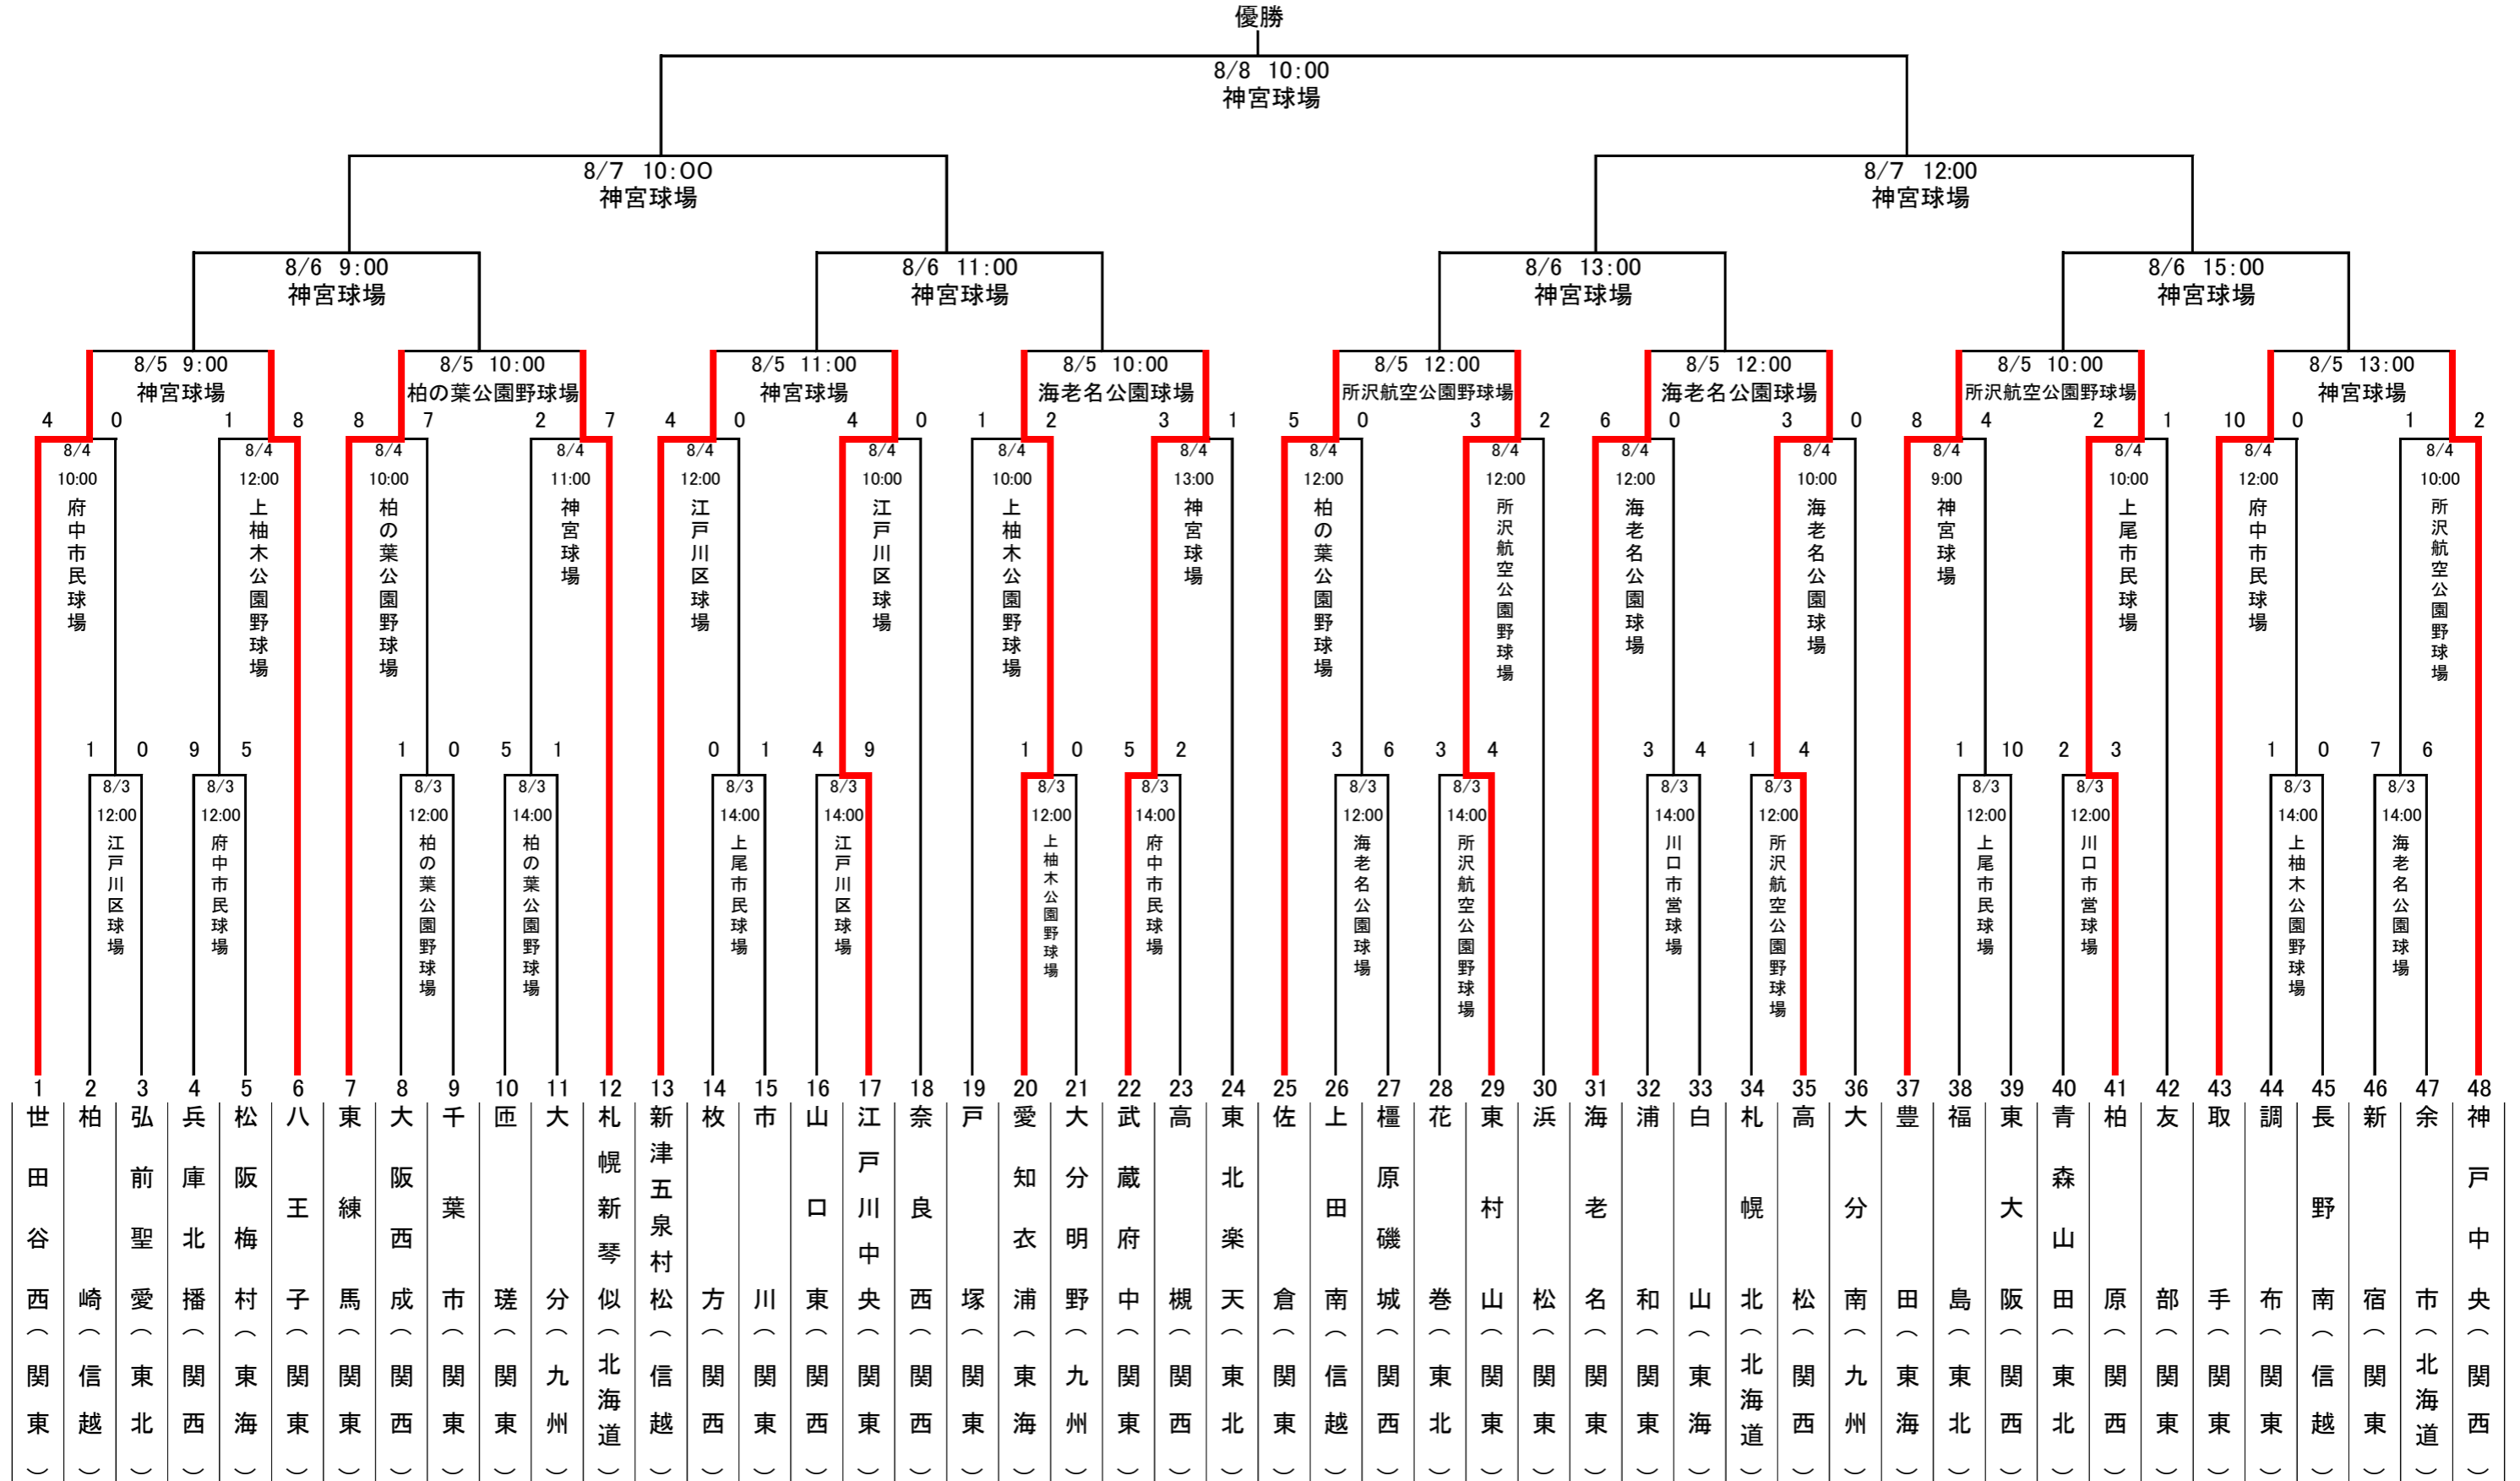 優勝
8/8 10:00
神宮球場
8/7 10:00
神宮球場
8/7 12:00
神宮球場
8/6 9:00
神宮球場
8/6 11:00
神宮球場
8/6 13:00
神宮球場
8/6 15:00
神宮球場
8/5 9:00
神宮球場
8/5 10:00
柏の葉公園野球場
8/5 11:00
神宮球場
8/5 10:00
海老名公園球場
8/5 12:00
所沢航空公園野球場
8/5 12:00
海老名公園球場
8/5 10:00
所沢航空公園野球場
8/5 13:00
神宮球場
4 0 1 8 8 7 2 7 4 0 4 0 1 2 3 1 5 0 3 2 6 0 3 0 8 4 2 1 10 0 1 2
8/4 10:00 府中市民球場
8/4 12:00 上柚木公園野球場
8/4 10:00 柏の葉公園野球場
8/4 11:00 神宮球場
8/4 12:00 江戸川区球場
8/4 10:00 江戸川区球場
8/4 10:00 上柚木公園野球場
8/4 13:00 神宮球場
8/4 12:00 柏の葉公園野球場
8/4 12:00 所沢航空公園野球場
8/4 12:00 海老名公園球場
8/4 10:00 海老名公園球場
8/4 9:00 神宮球場
8/4 10:00 上尾市民球場
8/4 12:00 府中市民球場
8/4 10:00 所沢航空公園野球場
1 0 9 5 1 0 5 1 0 1 4 9 1 0 5 2 3 6 3 4 3 4 1 4 1 10 2 3 1 0 7 6
8/3 12:00 江戸川区球場
8/3 12:00 府中市民球場
8/3 12:00 柏の葉公園野球場
8/3 14:00 柏の葉公園野球場
8/3 14:00 上尾市民球場
8/3 14:00 江戸川区球場
8/3 12:00 上柚木公園野球場
8/3 14:00 府中市民球場
8/3 12:00 海老名公園球場
8/3 14:00 所沢航空公園野球場
8/3 14:00 川口市営球場
8/3 12:00 所沢航空公園野球場
8/3 12:00 上尾市民球場
8/3 12:00 川口市営球場
8/3 14:00 上柚木公園野球場
8/3 14:00 海老名公園球場
1 世田谷西(関東)
2 柏崎(信越)
3 弘前聖愛(東北)
4 兵庫北播(関西)
5 松阪梅村(東海)
6 八王子(関東)
7 東練馬(関東)
8 大阪西成(関西)
9 千葉市(関東)
10 匝瑳(関東)
11 大分(九州)
12 札幌新琴似(北海道)
13 新津五泉村松(信越)
14 枚方(関西)
15 市川(関東)
16 山口東(関西)
17 江戸川中央(関東)
18 奈良西(関西)
19 戸塚(関東)
20 愛知衣浦(東海)
21 大分明野(九州)
22 武蔵府中(関東)
23 高槻(関西)
24 東北楽天(東北)
25 佐倉(関東)
26 上田南(信越)
27 橿原磯城(関西)
28 花巻(東北)
29 東村山(関東)
30 浜松(関東)
31 海老名(関東)
32 浦和(関東)
33 白山(東海)
34 札幌北(北海道)
35 高松(関西)
36 大分南(九州)
37 豊田(東海)
38 福島(東北)
39 東大阪(関西)
40 青森山田(東北)
41 柏原(関西)
42 友部(関東)
43 取手(関東)
44 調布(関東)
45 長野南(信越)
46 新宿(関東)
47 余市(北海道)
48 神戸中央(関西)